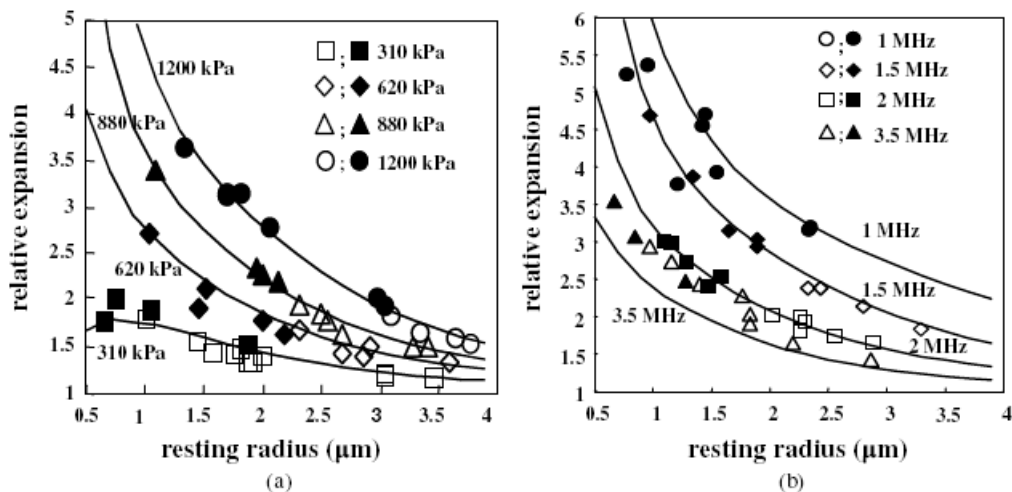 5
4.5
4
3.5
3
2.5
2
1.5
1
0.5 1 1.5 2 2.5 3 3.5 4
relative expansion
resting radius (µm)
(a)
1200 kPa
880 kPa
620 kPa
310 kPa
; 310 kPa
; 620 kPa
; 880 kPa
; 1200 kPa
6
5.5
5
4.5
4
3.5
3
2.5
2
1.5
1
0.5 1 1.5 2 2.5 3 3.5 4
relative expansion
resting radius (µm)
(b)
; 1 MHz
; 1.5 MHz
; 2 MHz
; 3.5 MHz
1 MHz
1.5 MHz
2 MHz
3.5 MHz